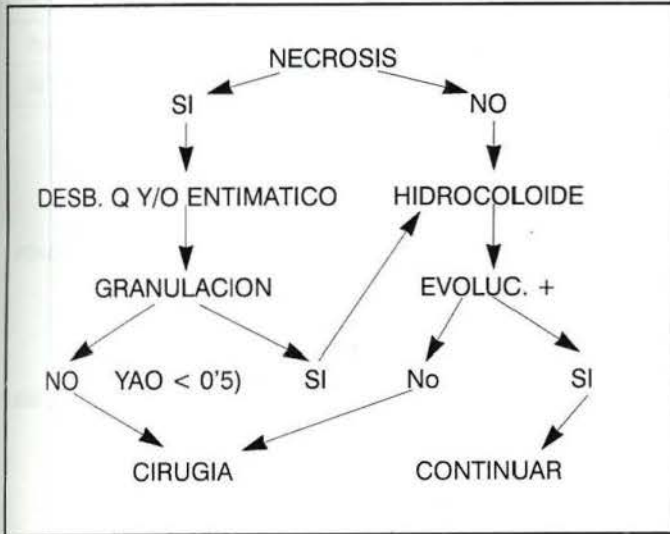 NECROSIS
SI NO
DESB. Q Y/O ENTIMATICO HIDROCOLOIDE
GRANULACION EVOLUC. +
NO YAO < 0'5) SI No SI
CIRUGIA CONTINUAR